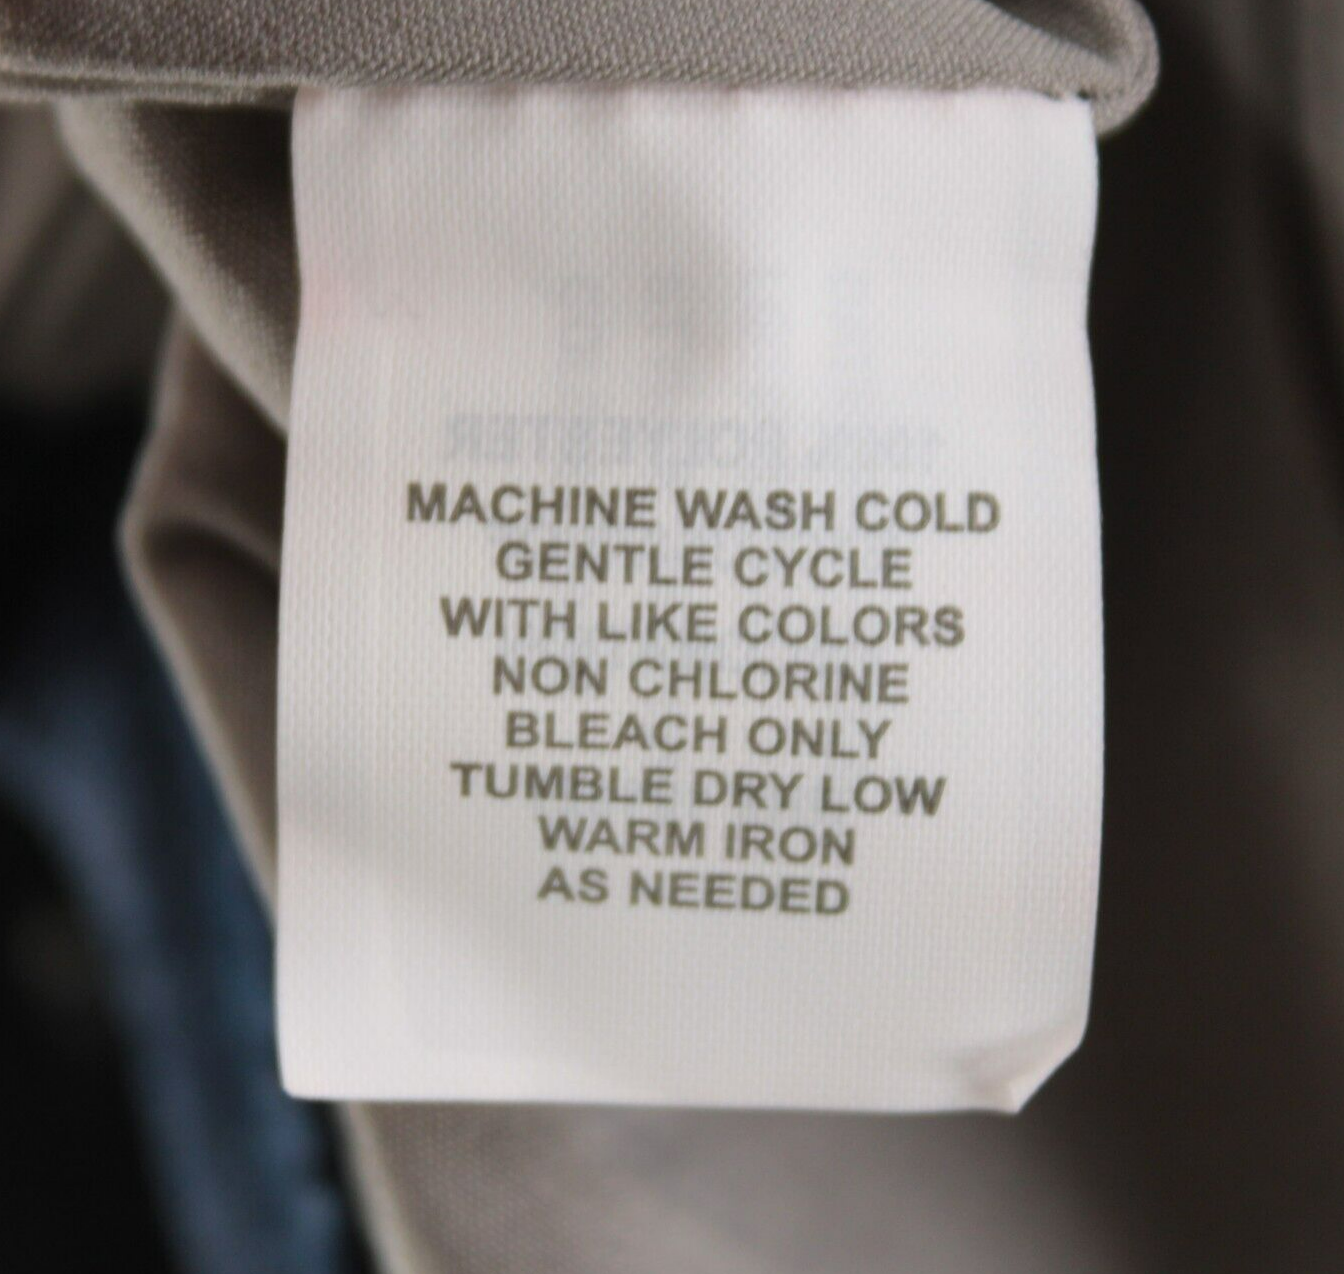 MACHINE WASH COLD
GENTLE CYCLE
WITH LIKE COLORS
NON CHLORINE
BLEACH ONLY
TUMBLE DRY LOW
WARM IRON
AS NEEDED